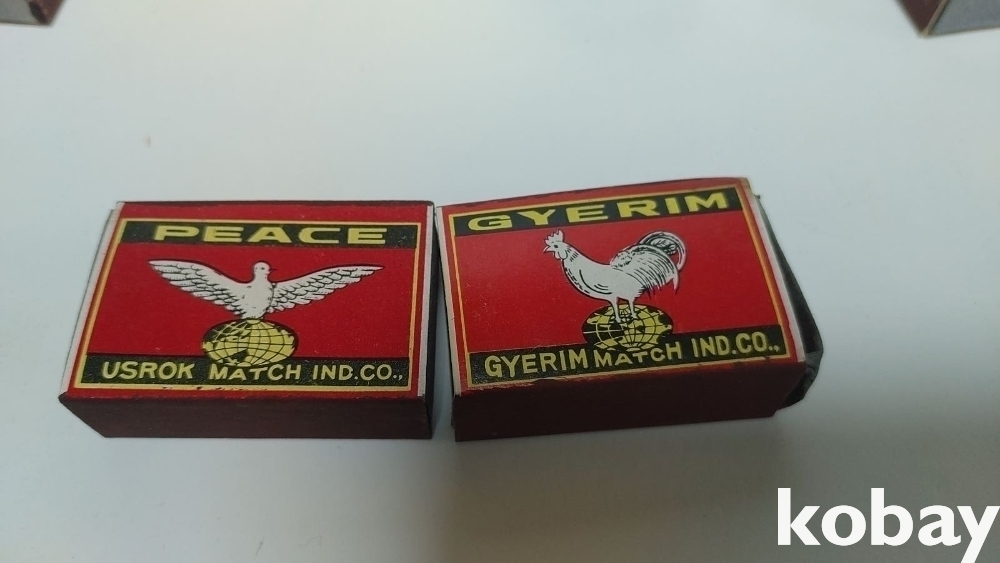 PEACE
USROK MATCH IND.CO.,
GYERIM
GYERIM MATCH IND.CO.,
kobay